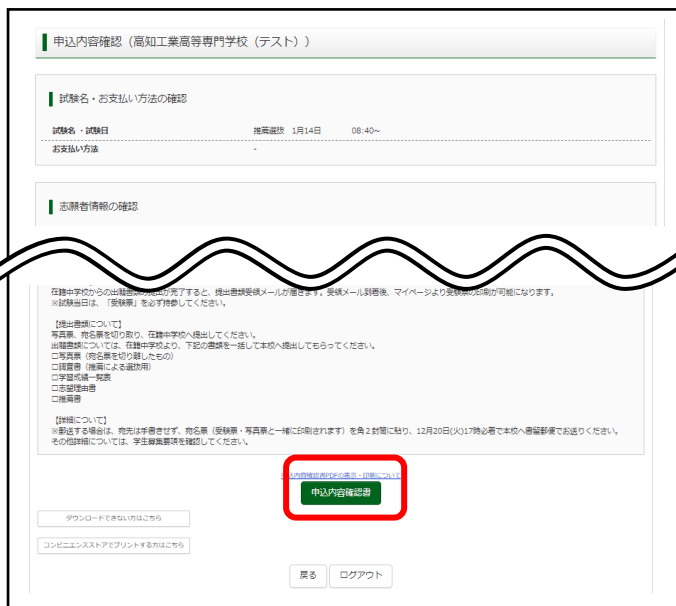 申込内容確認（高知工業高等専門学校（テスト））
試験名・お支払い方法の確認
試験名・試験日 推薦選抜 1月14日 08:40~
お支払い方法 -
志願者情報の確認
在籍中学校からの出願書類の提出が完了すると、提出書類受領メールが届きます。受領メール到着後、マイページより受験票の印刷が可能になります。
※試験当日は、「受験票」を必ず持参してください。
【提出書類について】
写真票、宛名票を切り取り、在籍中学校へ提出してください。
出願書類については、在籍中学校より、下記の書類を一括して本校へ提出してもらってください。
□写真票（宛名票を切り離したもの）
□調査書（推薦による選抜用）
□学習成績一覧表
□志望理由書
□推薦書
【詳細について】
※郵送する場合は、宛先は手書きせず、宛名票（受験票・写真票と一緒に印刷されます）を角２封筒に貼り、12月20日(火)17時必着で本校へ書留郵便でお送りください。
その他詳細については、学生募集要項を確認してください。
申込内容確認書PDFの表示・印刷について
申込内容確認書
ダウンロードできない方はこちら
コンビニエンスストアでプリントする方はこちら
戻る ログアウト